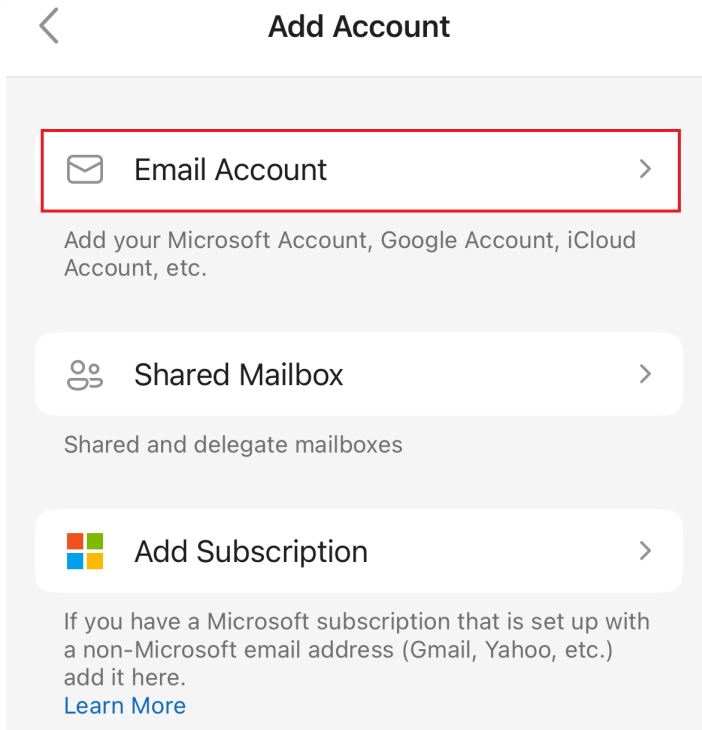 Add Account
Email Account
Add your Microsoft Account, Google Account, iCloud
Account, etc.
Shared Mailbox
Shared and delegate mailboxes
Add Subscription
If you have a Microsoft subscription that is set up with
a non-Microsoft email address (Gmail, Yahoo, etc.)
add it here.
Learn More